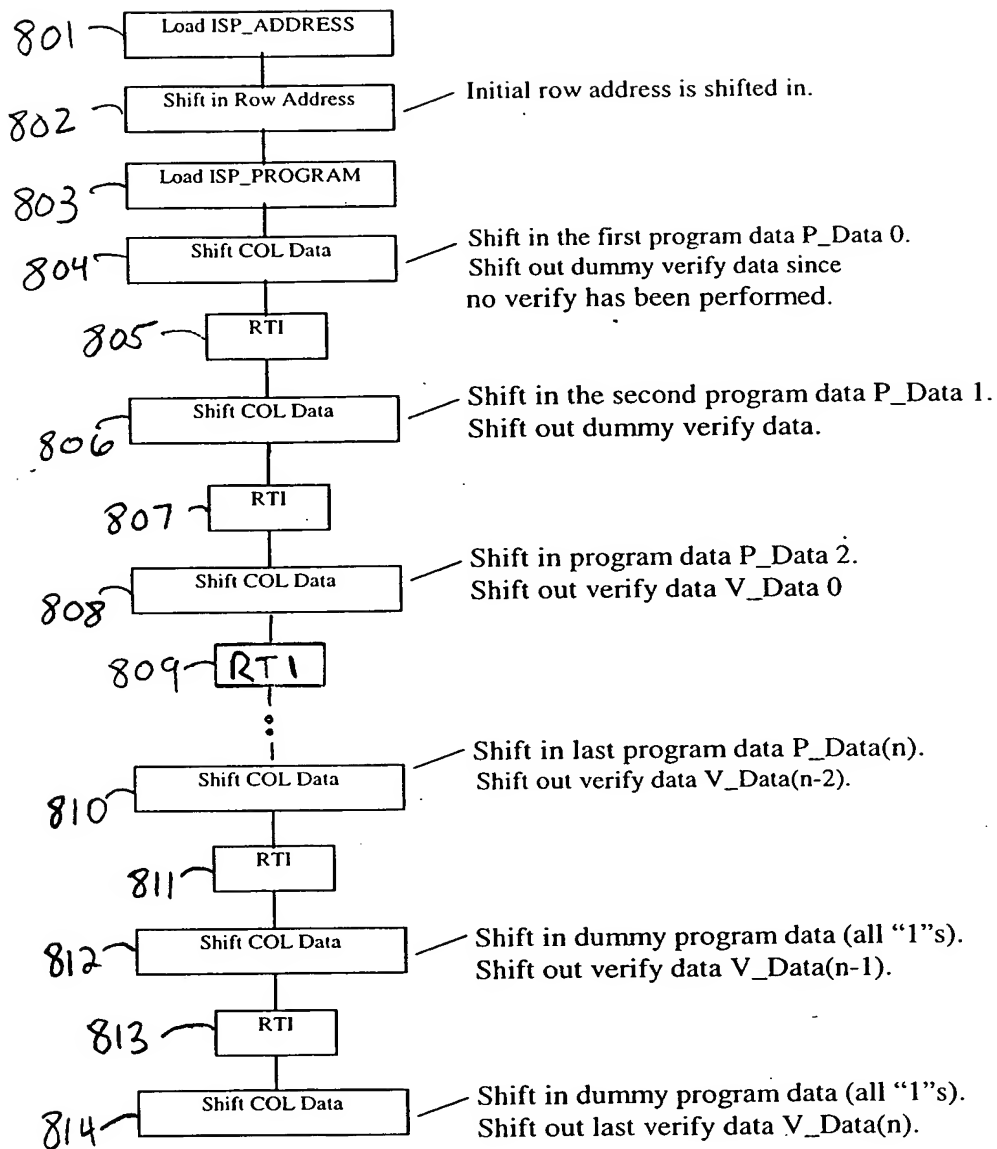 801
Load ISP_ADDRESS
802
Shift in Row Address
Initial row address is shifted in.
803
Load ISP_PROGRAM
804
Shift COL Data
Shift in the first program data P_Data 0.
Shift out dummy verify data since
no verify has been performed.
805
RTI
806
Shift COL Data
Shift in the second program data P_Data 1.
Shift out dummy verify data.
807
RTI
808
Shift COL Data
Shift in program data P_Data 2.
Shift out verify data V_Data 0
809
RTI
810
Shift COL Data
Shift in last program data P_Data(n).
Shift out verify data V_Data(n-2).
811
RTI
812
Shift COL Data
Shift in dummy program data (all “1”s).
Shift out verify data V_Data(n-1).
813
RTI
814
Shift COL Data
Shift in dummy program data (all “1”s).
Shift out last verify data V_Data(n).